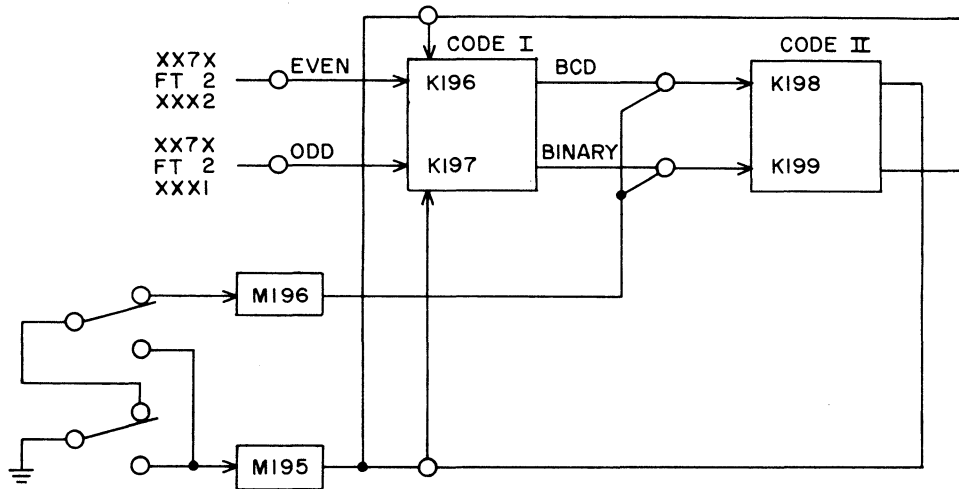 CODE I
CODE II
XX7X
FT 2
XXX2
EVEN
K196
BCD
K198
XX7X
FT 2
XXX1
ODD
K197
BINARY
K199
M196
M195